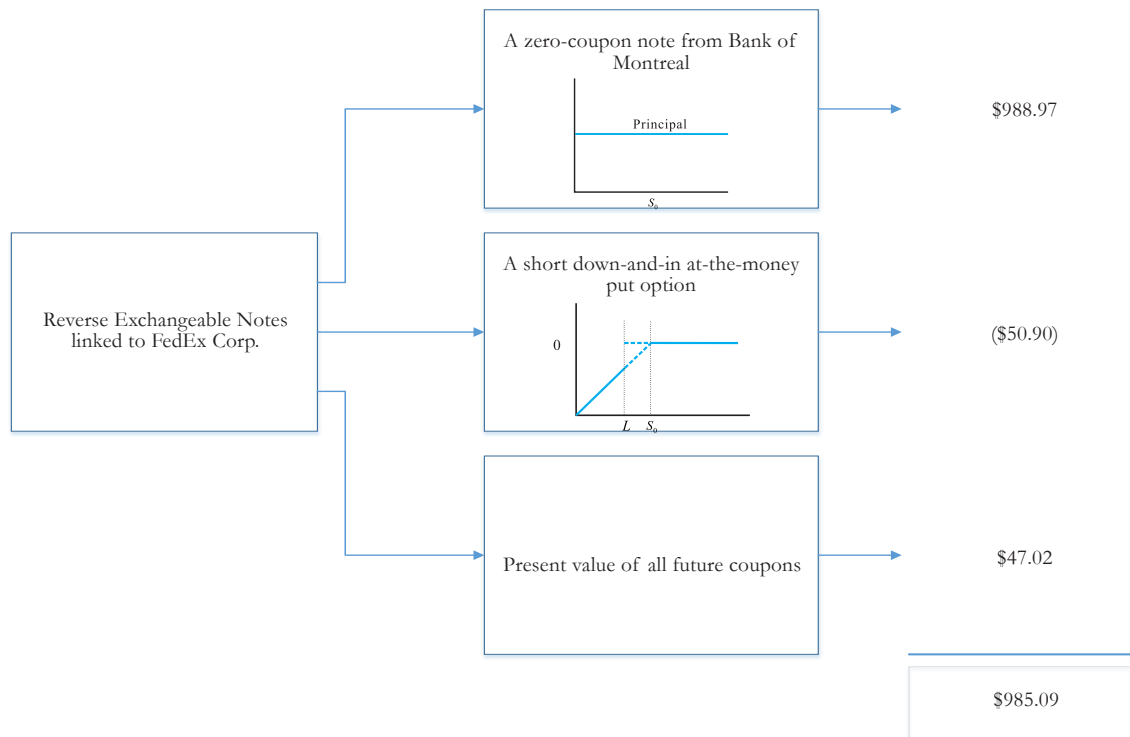 A zero-coupon note from Bank of
Montreal
Principal
S₀
$988.97
Reverse Exchangeable Notes
linked to FedEx Corp.
A short down-and-in at-the-money
put option
0
L S₀
($50.90)
Present value of all future coupons
$47.02
$985.09